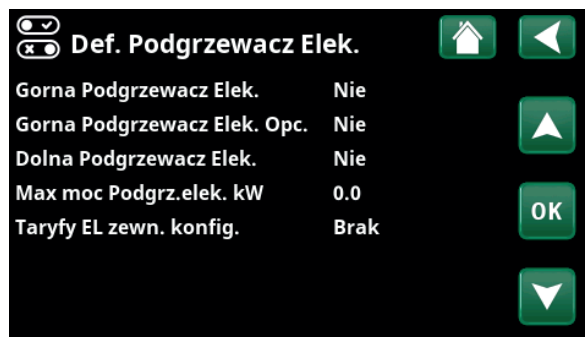 Def. Podgrzewacz Elek.
Gorna Podgrzewacz Elek. Nie
Gorna Podgrzewacz Elek. Opc. Nie
Dolna Podgrzewacz Elek. Nie
Max moc Podgrz.elek. kW 0.0
Taryfy EL zewn. konfig. Brak
OK